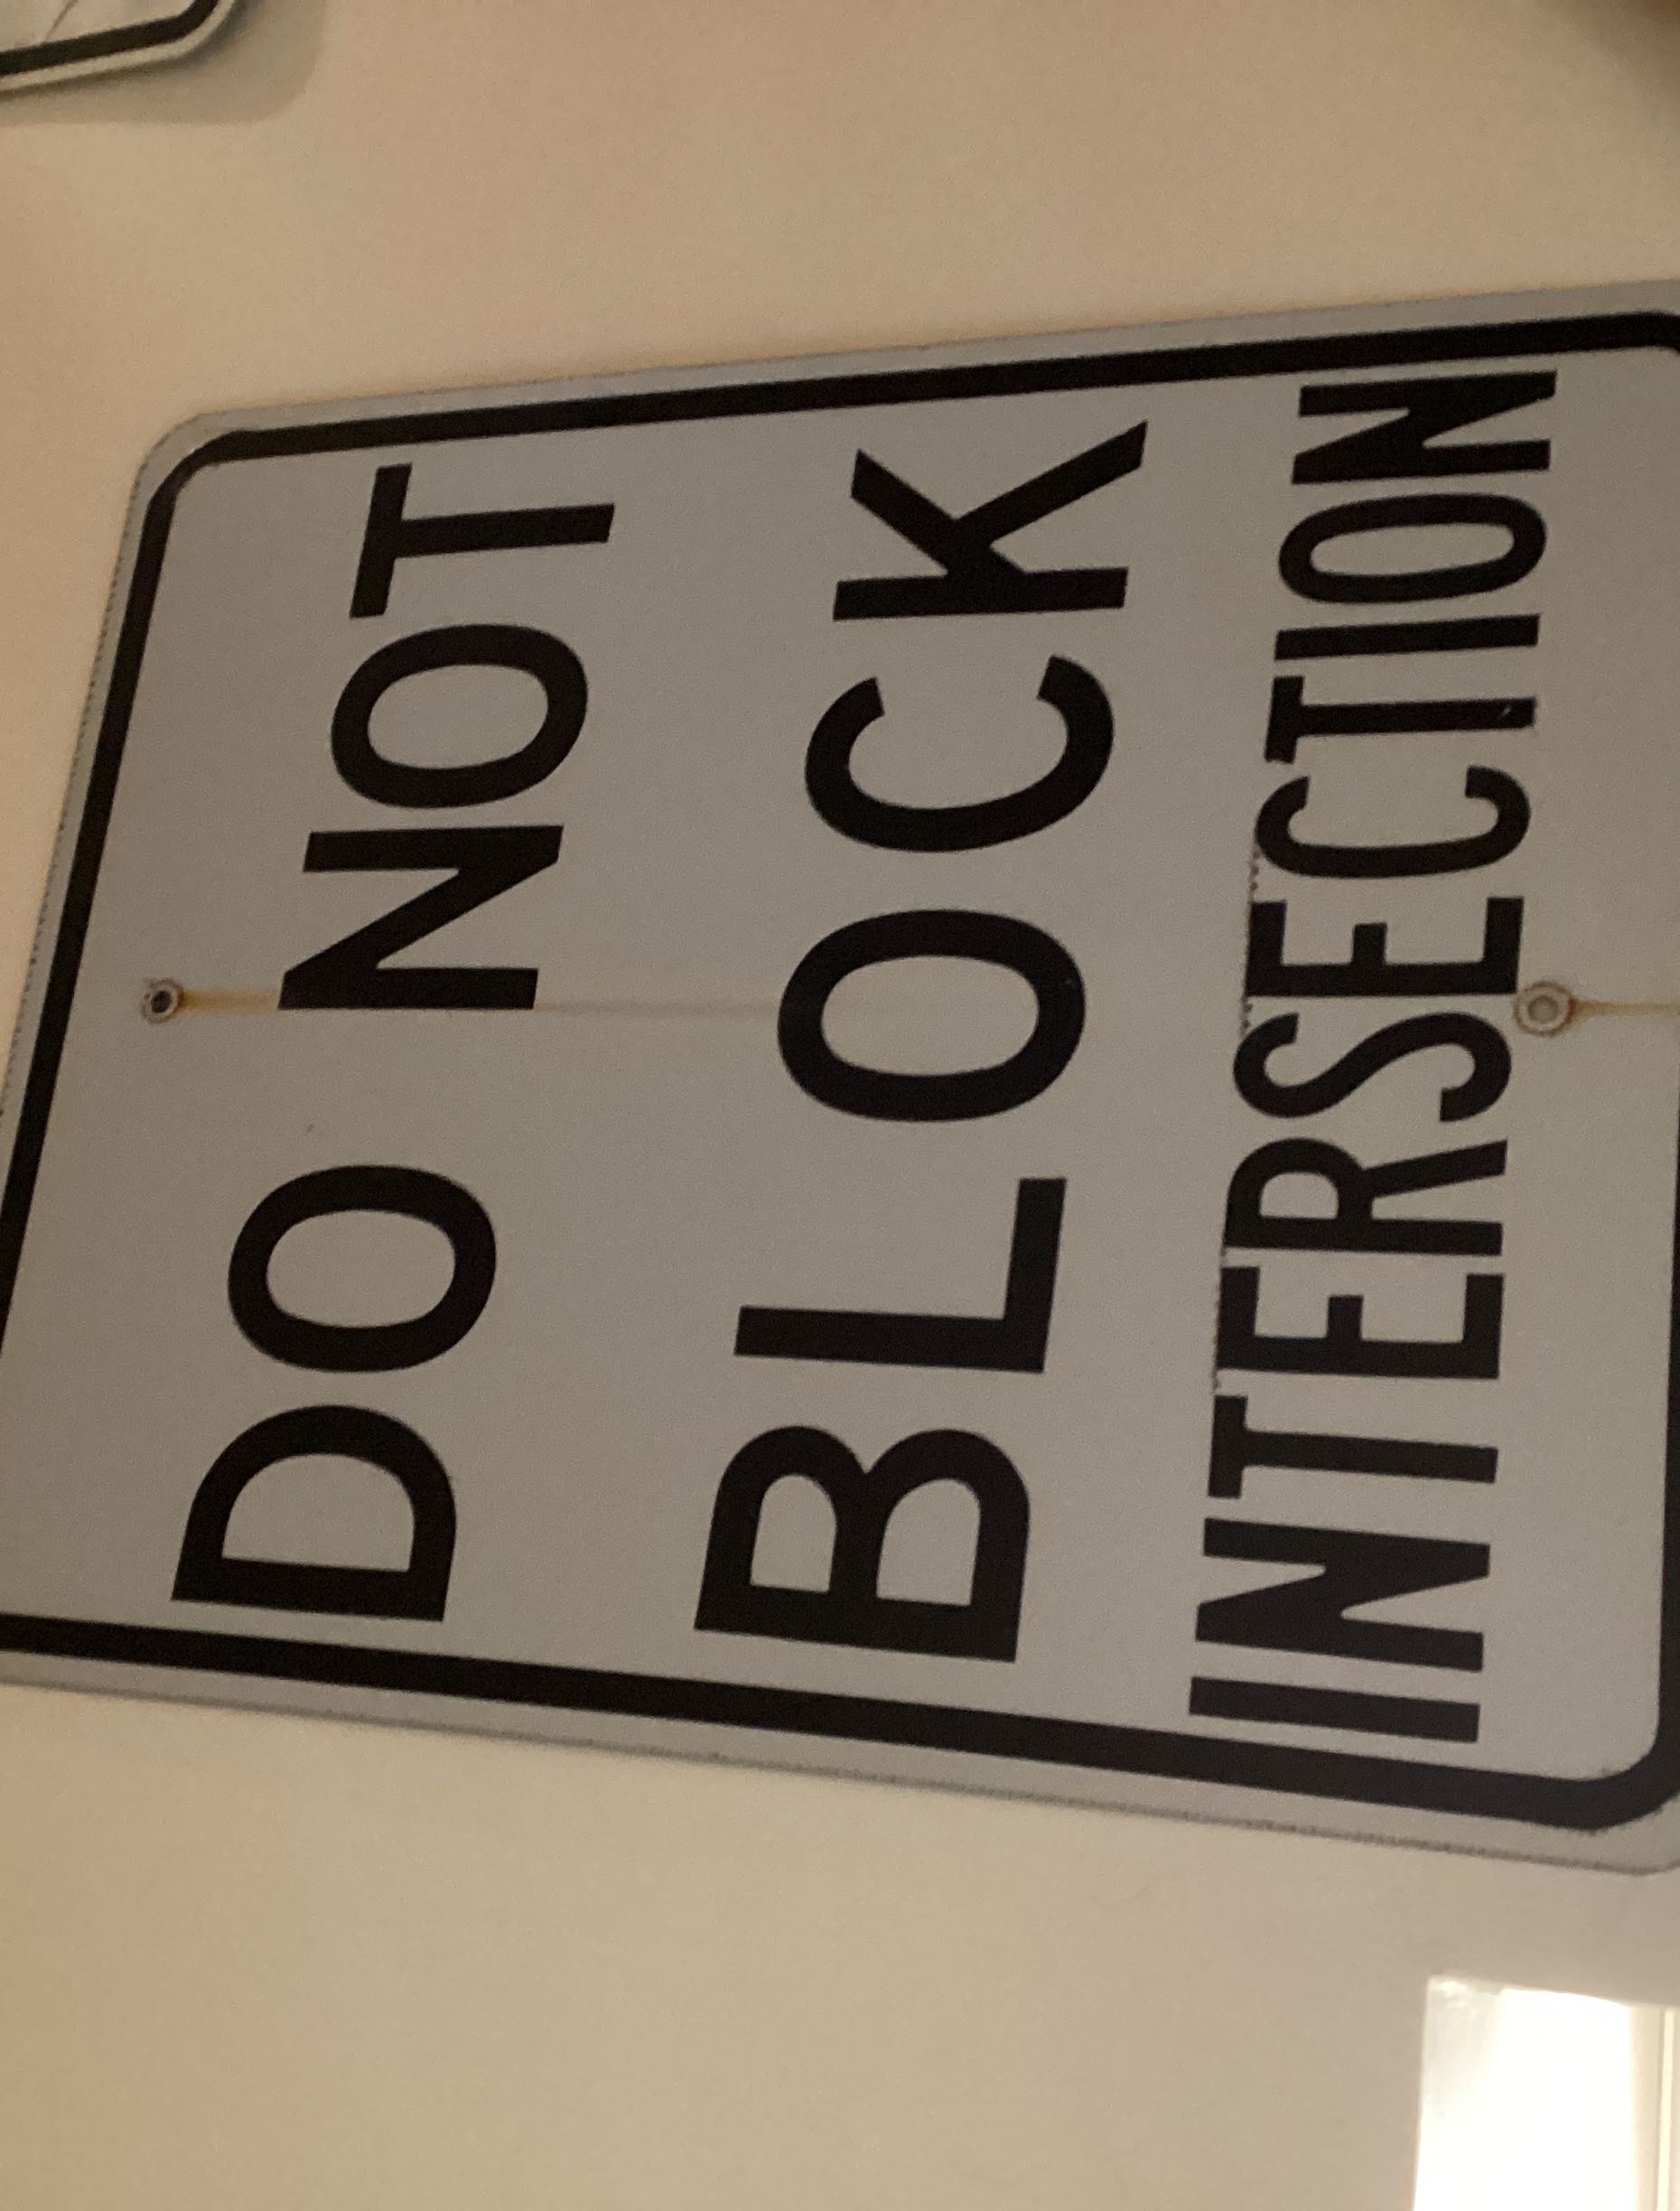 DO NOT
BLOCK
INTERSECTION